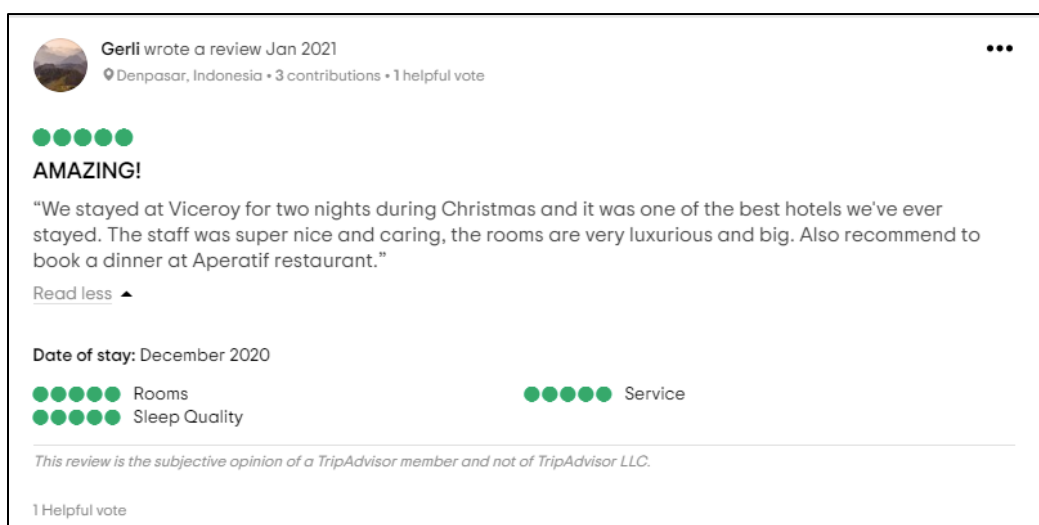 Gerli wrote a review Jan 2021
Denpasar, Indonesia • 3 contributions • 1 helpful vote
AMAZING!
“We stayed at Viceroy for two nights during Christmas and it was one of the best hotels we've ever
stayed. The staff was super nice and caring, the rooms are very luxurious and big. Also recommend to
book a dinner at Aperatif restaurant.”
Read less
Date of stay: December 2020
Rooms
Service
Sleep Quality
This review is the subjective opinion of a TripAdvisor member and not of TripAdvisor LLC.
1 Helpful vote